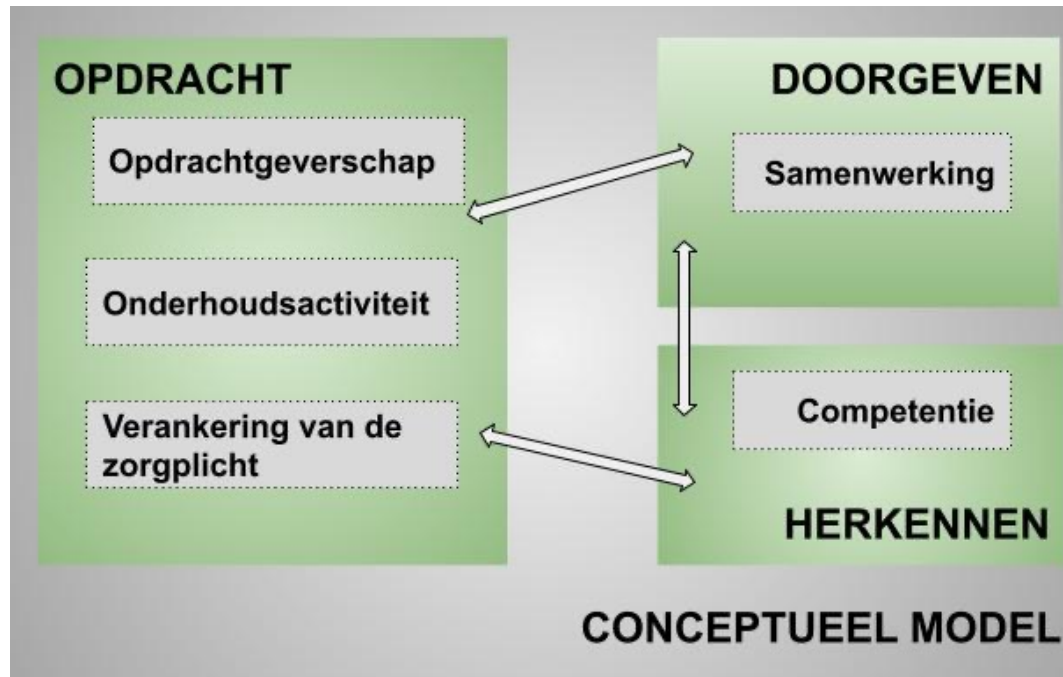 OPDRACHT
Opdrachtgeverschap
Onderhoudsactiviteit
Verankering van de
zorgplicht
DOORGEVEN
Samenwerking
Competentie
HERKENNEN
CONCEPTUEEL MODEL